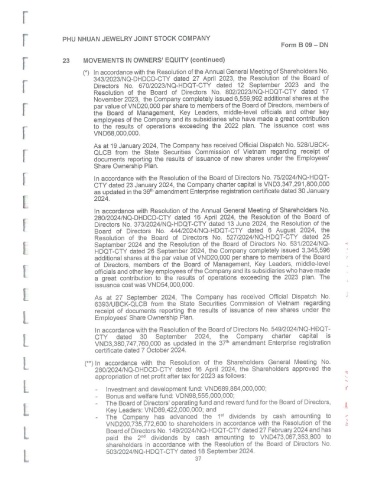 PHU NHUAN JEWELRY JOINT STOCK COMPANY
Form B 09 – DN
23 MOVEMENTS IN OWNERS' EQUITY (continued)
(*) In accordance with the Resolution of the Annual General Meeting of Shareholders No.
343/2023/NQ-DHDCD-CTY dated 27 April 2023, the Resolution of the Board of
Directors No. 670/2023/NQ-HDQT-CTY dated 12 September 2023 and the
Resolution of the Board of Directors No. 802/2023/NQ-HDQT-CTY dated 17
November 2023, the Company completely issued 6,559,992 additional shares at the
par value of VND20,000 per share to members of the Board of Directors, members of
the Board of Management, Key Leaders, middle-level officials and other key
employees of the Company and its subsidiaries who have made a great contribution
to the results of operations exceeding the 2022 plan. The issuance cost was
VND68,000,000.
As at 19 January 2024, The Company has Received Official Dispatch No. 528/UBCK-
QLCB from the State Securities Commission of Vietnam regarding receipt of
documents reporting the results of issuance of new shares under the Employees'
Share Ownership Plan.
In accordance with the Resolution of the Board of Directors No. 75/2024/NQ-HDQT-
CTY dated 23 January 2024, the Company charter capital is VND3,347,291,800,000
as updated in the 36th amendment Enterprise registration certificate dated 30 January
2024.
In accordance with the Resolution of the Annual General Meeting of Shareholders No.
280/2024/NQ-DHDCD-CTY dated 16 April 2024, the Resolution of the Board of
Directors No. 373/2024/NQ-HDQT-CTY dated 13 June 2024, the Resolution of the
Board of Directors No. 444/2024/NQ-HDQT-CTY dated 6 August 2024, the
Resolution of the Board of Directors No. 527/2024/NQ-HDQT-CTY dated 25
September 2024 and the Resolution of the Board of Directors No. 531/2024/NQ-
HDQT-CTY dated 26 September 2024, the Company completely issued 3,345,596
additional shares at the par value of VND20,000 per share to members of the Board
of Directors, members of the Board of Management, Key Leaders, middle-level
officials and other key employees of the Company and its subsidiaries who have made
a great contribution to the results of operations exceeding the 2023 plan. The
issuance cost was VND54,000,000.
As at 27 September 2024, The Company has Received Official Dispatch No.
6393/UBCK-QLCB from the State Securities Commission of Vietnam regarding
receipt of documents reporting the results of issuance of new shares under the
Employees' Share Ownership Plan.
In accordance with the Resolution of the Board of Directors No. 549/2024/NQ-HDQT-
CTY dated 30 September 2024, the Company charter capital is
VND3,380,747,760,000 as updated in the 37th amendment Enterprise registration
certificate dated 7 October 2024.
(**) In accordance with the Resolution of the Shareholders General Meeting No.
280/2024/NQ-DHDCD-CTY dated 16 April 2024, the Shareholders approved the
appropriation of net profit after tax for 2023 as follows:
- Investment and development fund: VND689,884,000,000;
- Bonus and welfare fund: VDN98,555,000,000;
- The Board of Directors' operating fund and reward fund for the Board of Directors,
Key Leaders: VND89,422,000,000; and
- The Company has advanced the 1st dividends by cash amounting to
VND200,735,772,600 to shareholders in accordance with the Resolution of the
Board of Directors No. 149/2024/NQ-HDQT-CTY dated 27 February 2024 and has
paid the 2nd dividends by cash amounting to VND473,067,353,800 to
shareholders in accordance with the Resolution of the Board of Directors No:
503/2024/NQ-HDQT-CTY dated 18 September 2024.
37